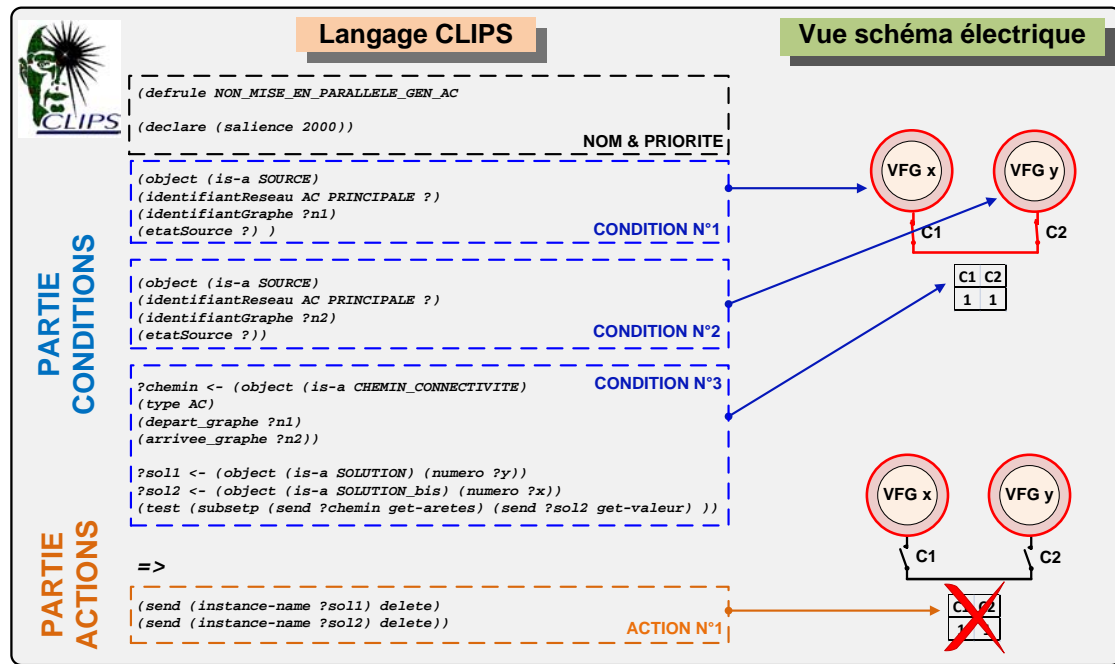 Langage CLIPS
Vue schéma électrique
CLIPS
(defrule NON_MISE_EN_PARALLELE_GEN_AC
(declare (salience 2000))
NOM & PRIORITE
PARTIE
CONDITIONS
(object (is-a SOURCE)
(identifiantReseau AC PRINCIPALE ?)
(identifiantGraphe ?n1)
(etatSource ?) )
CONDITION N°1
(object (is-a SOURCE)
(identifiantReseau AC PRINCIPALE ?)
(identifiantGraphe ?n2)
(etatSource ?))
CONDITION N°2
CONDITION N°3
?chemin <- (object (is-a CHEMIN_CONNECTIVITE)
(type AC)
(depart_graphe ?n1)
(arrivee_graphe ?n2))
?sol1 <- (object (is-a SOLUTION) (numero ?y))
?sol2 <- (object (is-a SOLUTION_bis) (numero ?x))
(test (subsetp (send ?chemin get-aretes) (send ?sol2 get-valeur) ))
PARTIE
ACTIONS
=>
(send (instance-name ?sol1) delete)
(send (instance-name ?sol2) delete))
ACTION N°1
VFG x VFG y
C1 C2
C1 C2
1 1
VFG x VFG y
C1 C2
C1 C2
1 1